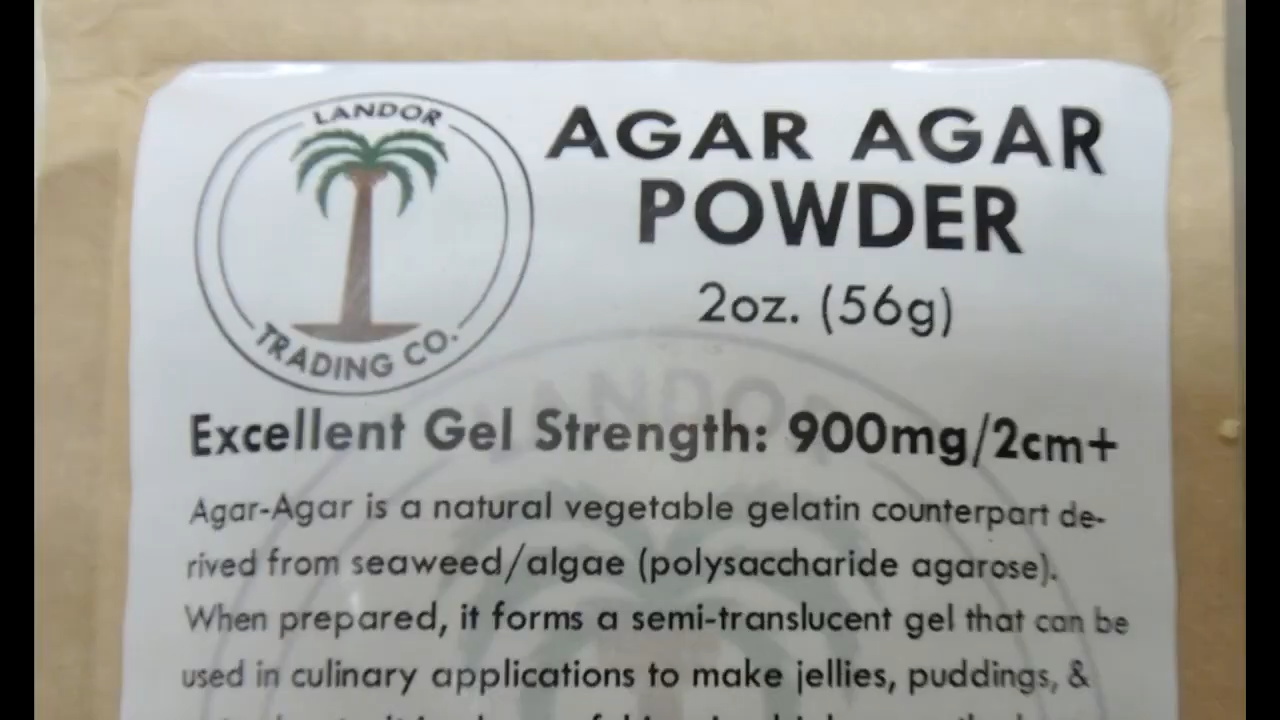 LANDOR
TRADING CO.
AGAR AGAR
POWDER
2oz. (56g)
LANDOR
Excellent Gel Strength: 900mg/2cm+
Agar-Agar is a natural vegetable gelatin counterpart de-
rived from seaweed/algae (polysaccharide agarose).
When prepared, it forms a semi-translucent gel that can be
used in culinary applications to make jellies, puddings, &